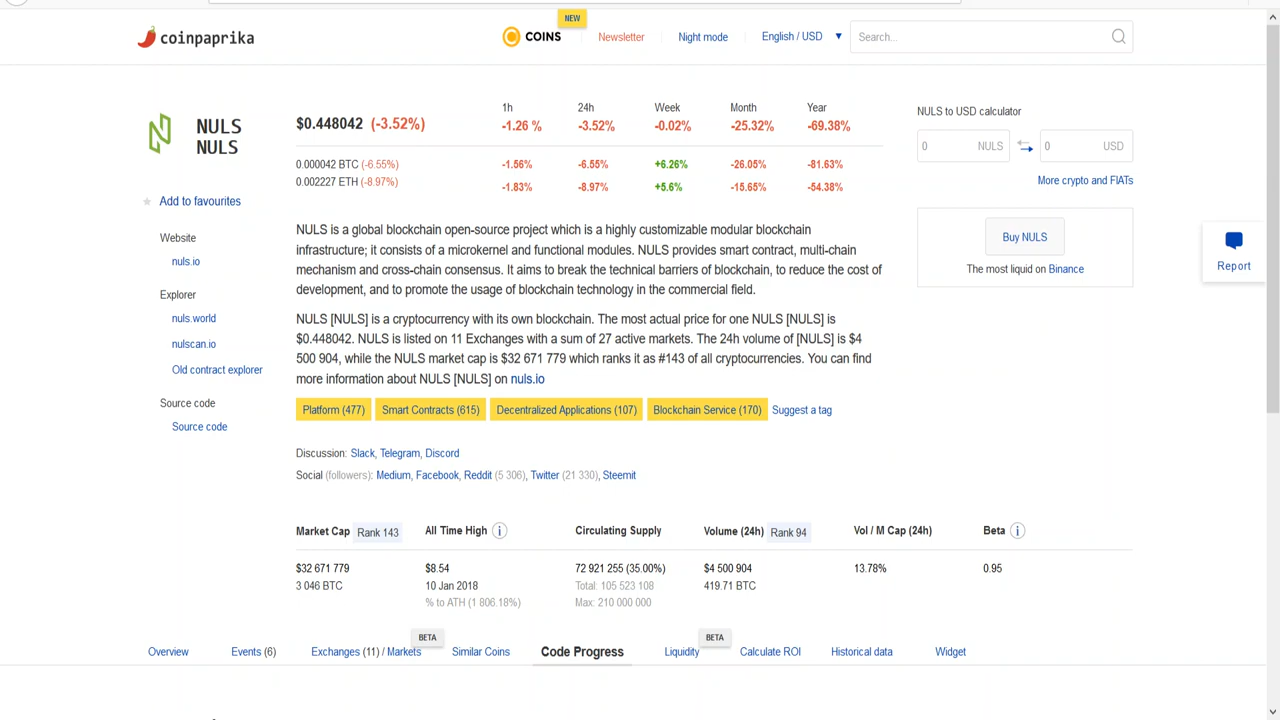 NEW
coinpaprika
COINS
Newsletter
Night mode
English / USD
Search...
NULS
NULS
$0.448042 (-3.52%)
1h 24h Week Month Year
-1.26 % -3.52% -0.02% -25.32% -69.38%
0.000042 BTC (-6.55%) -1.56% -6.55% +6.26% -26.05% -81.63%
0.002227 ETH (-8.97%) -1.83% -8.97% +5.6% -15.65% -54.38%
NULS to USD calculator
0 NULS 0 USD
More crypto and FIATs
Buy NULS
The most liquid on Binance
Report
Add to favourites
Website
nuls.io
Explorer
nuls.world
nulscan.io
Old contract explorer
Source code
Source code
NULS is a global blockchain open-source project which is a highly customizable modular blockchain
infrastructure; it consists of a microkernel and functional modules. NULS provides smart contract, multi-chain
mechanism and cross-chain consensus. It aims to break the technical barriers of blockchain, to reduce the cost of
development, and to promote the usage of blockchain technology in the commercial field.
NULS [NULS] is a cryptocurrency with its own blockchain. The most actual price for one NULS [NULS] is
$0.448042. NULS is listed on 11 Exchanges with a sum of 27 active markets. The 24h volume of [NULS] is $4
500 904, while the NULS market cap is $32 671 779 which ranks it as #143 of all cryptocurrencies. You can find
more information about NULS [NULS] on nuls.io
Platform (477) Smart Contracts (615) Decentralized Applications (107) Blockchain Service (170) Suggest a tag
Discussion: Slack, Telegram, Discord
Social (followers): Medium, Facebook, Reddit (5 306), Twitter (21 330), Steemit
Market Cap Rank 143 All Time High Circulating Supply Volume (24h) Rank 94 Vol / M Cap (24h) Beta
$32 671 779 $8.54 72 921 255 (35.00%) $4 500 904 13.78% 0.95
3 046 BTC 10 Jan 2018 Total: 105 523 108 419.71 BTC
% to ATH (1 806.18%) Max: 210 000 000
BETA BETA
Overview Events (6) Exchanges (11) / Markets Similar Coins Code Progress Liquidity Calculate ROI Historical data Widget